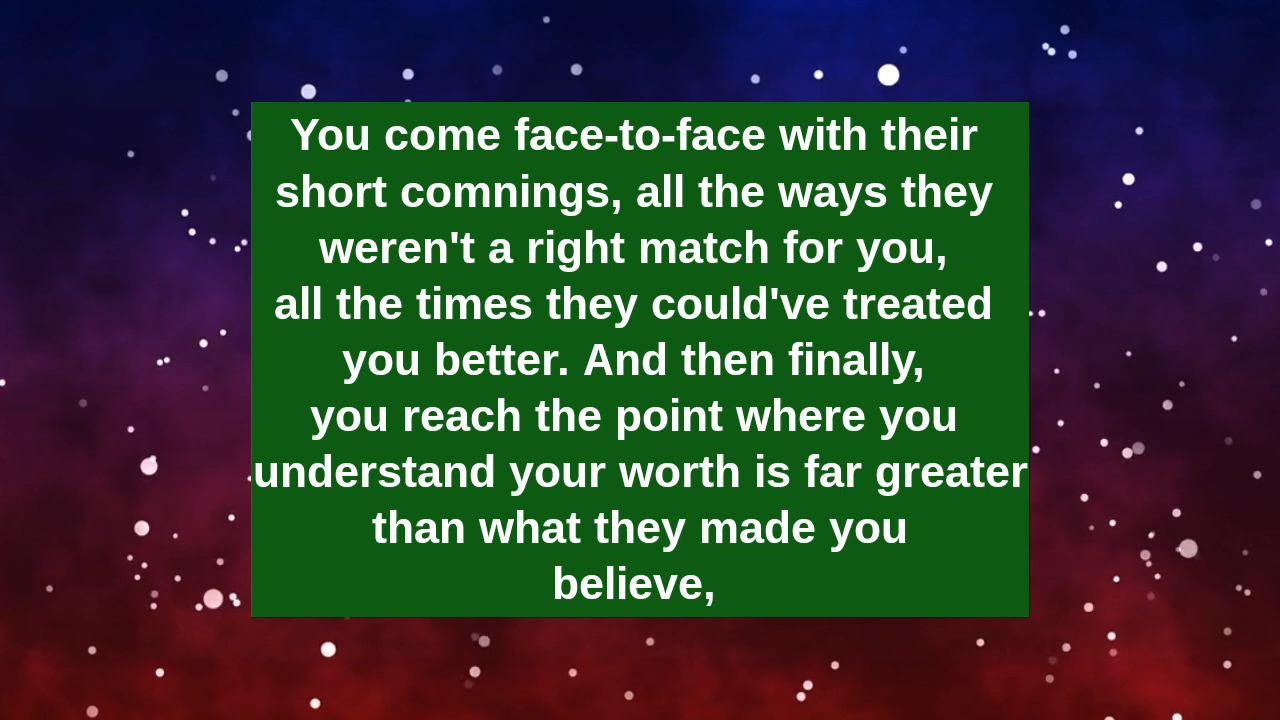 You come face-to-face with their
short comnings, all the ways they
weren't a right match for you,
all the times they could've treated
you better. And then finally,
you reach the point where you
understand your worth is far greater
than what they made you
believe,